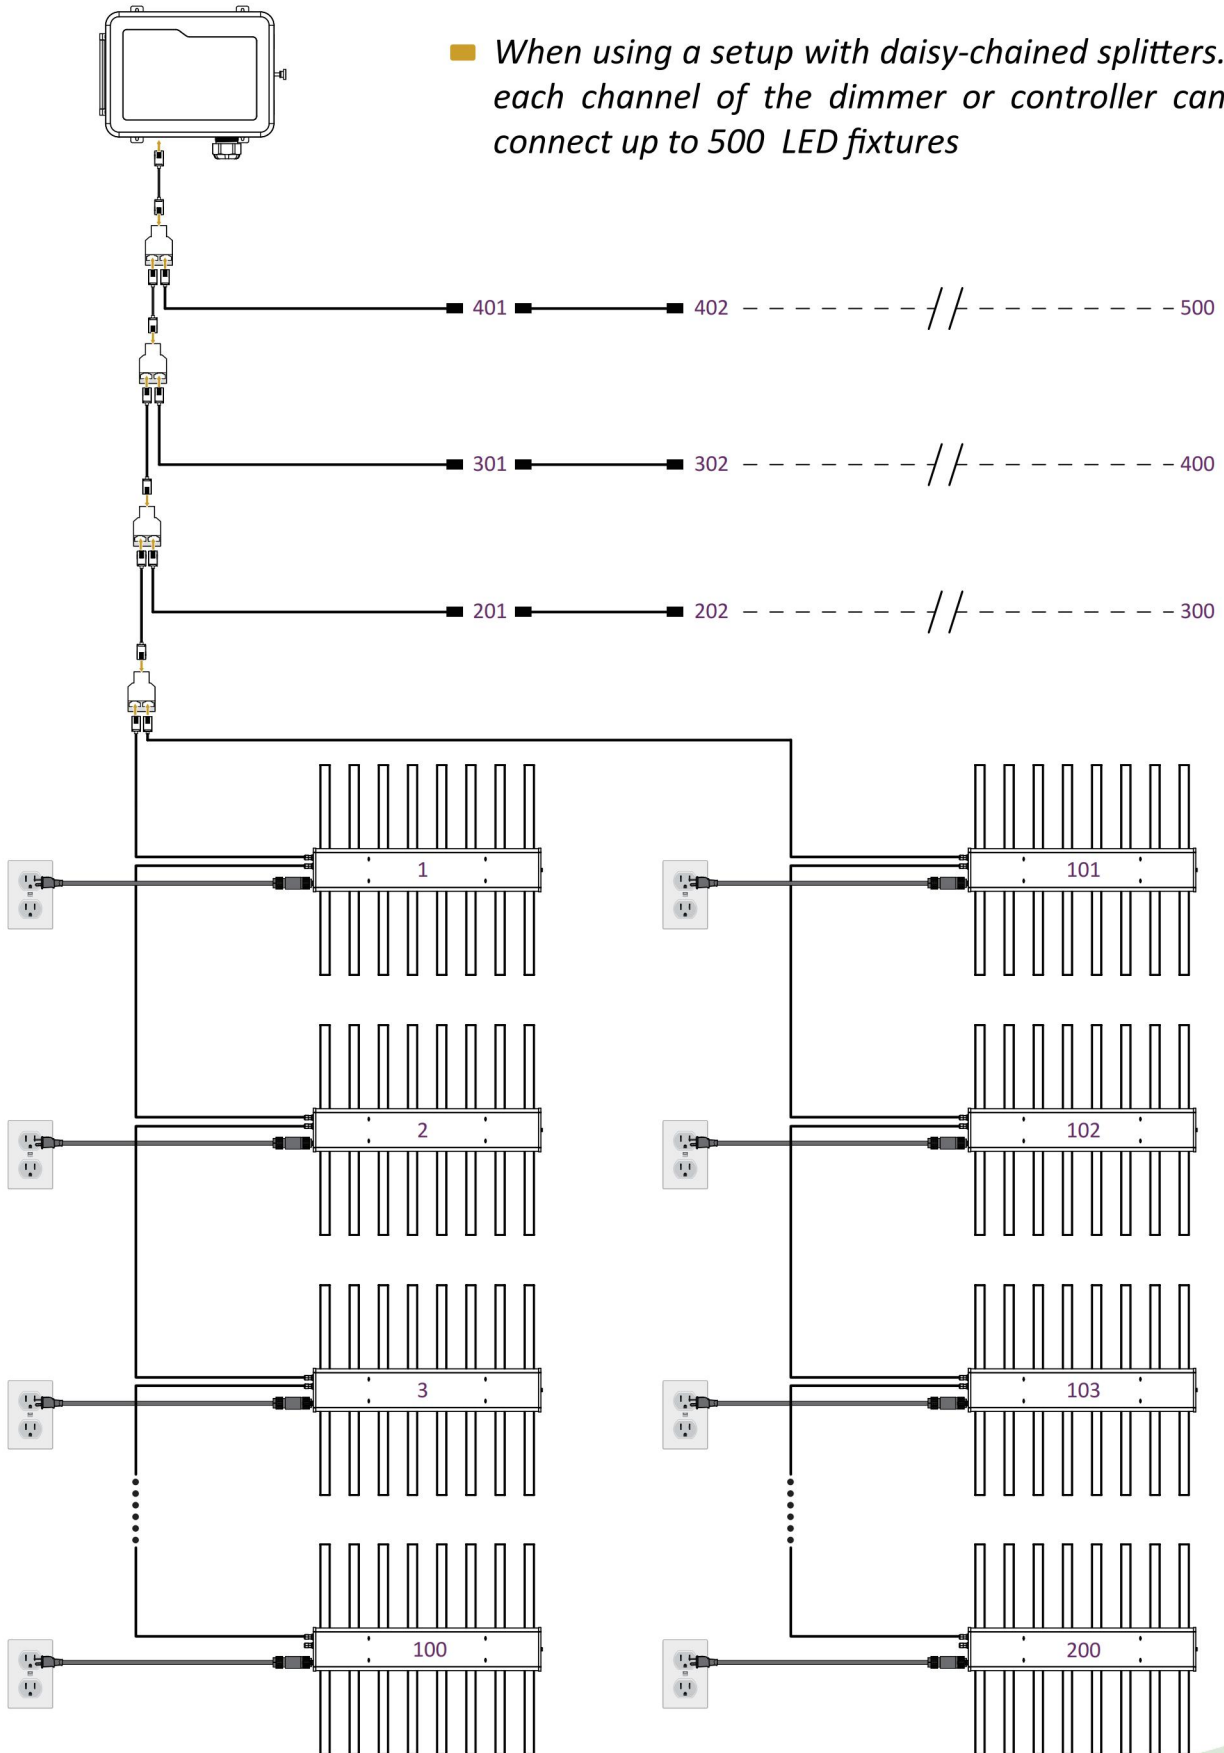 When using a setup with daisy-chained splitters.
each channel of the dimmer or controller can
connect up to 500 LED fixtures
401 402 500
301 302 400
201 202 300
1 101
2 102
3 103
100 200